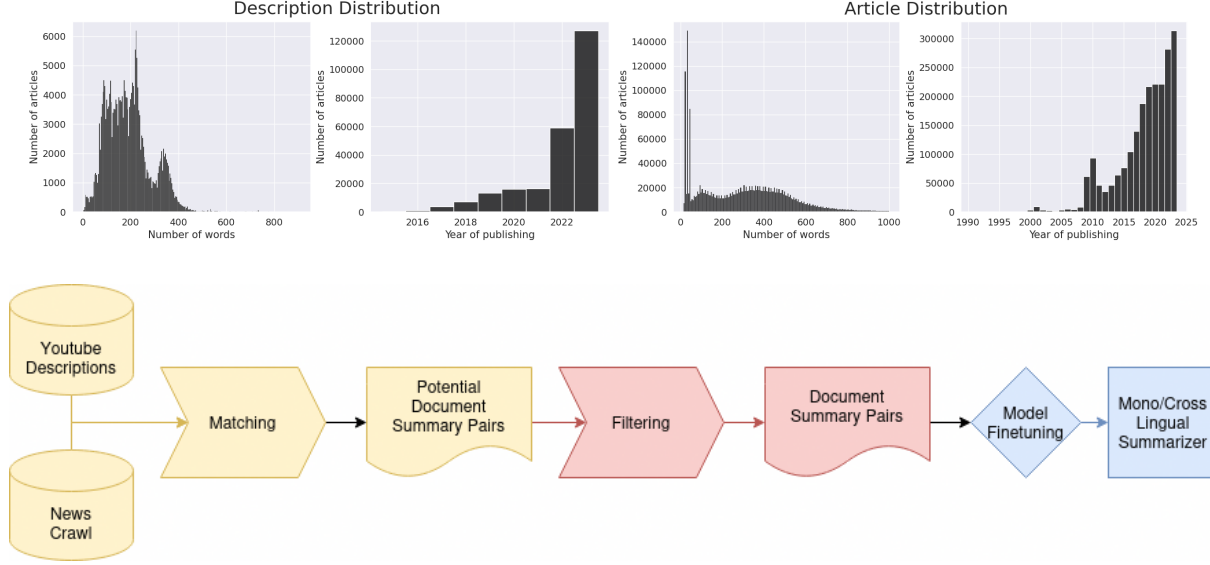 Description Distribution
Article Distribution
Number of articles
6000
5000
4000
3000
2000
1000
0
0
200
400
600
800
Number of words
Number of articles
120000
100000
80000
60000
40000
20000
0
2016
2018
2020
2022
Year of publishing
Number of articles
140000
120000
100000
80000
60000
40000
20000
0
0
200
400
600
800
1000
Number of words
Number of articles
300000
250000
200000
150000
100000
50000
0
1990
1995
2000
2005
2010
2015
2020
2025
Year of publishing
Youtube
Descriptions
News
Crawl
Matching
Potential
Document
Summary Pairs
Filtering
Document
Summary Pairs
Model
Finetuning
Mono/Cross
Lingual
Summarizer